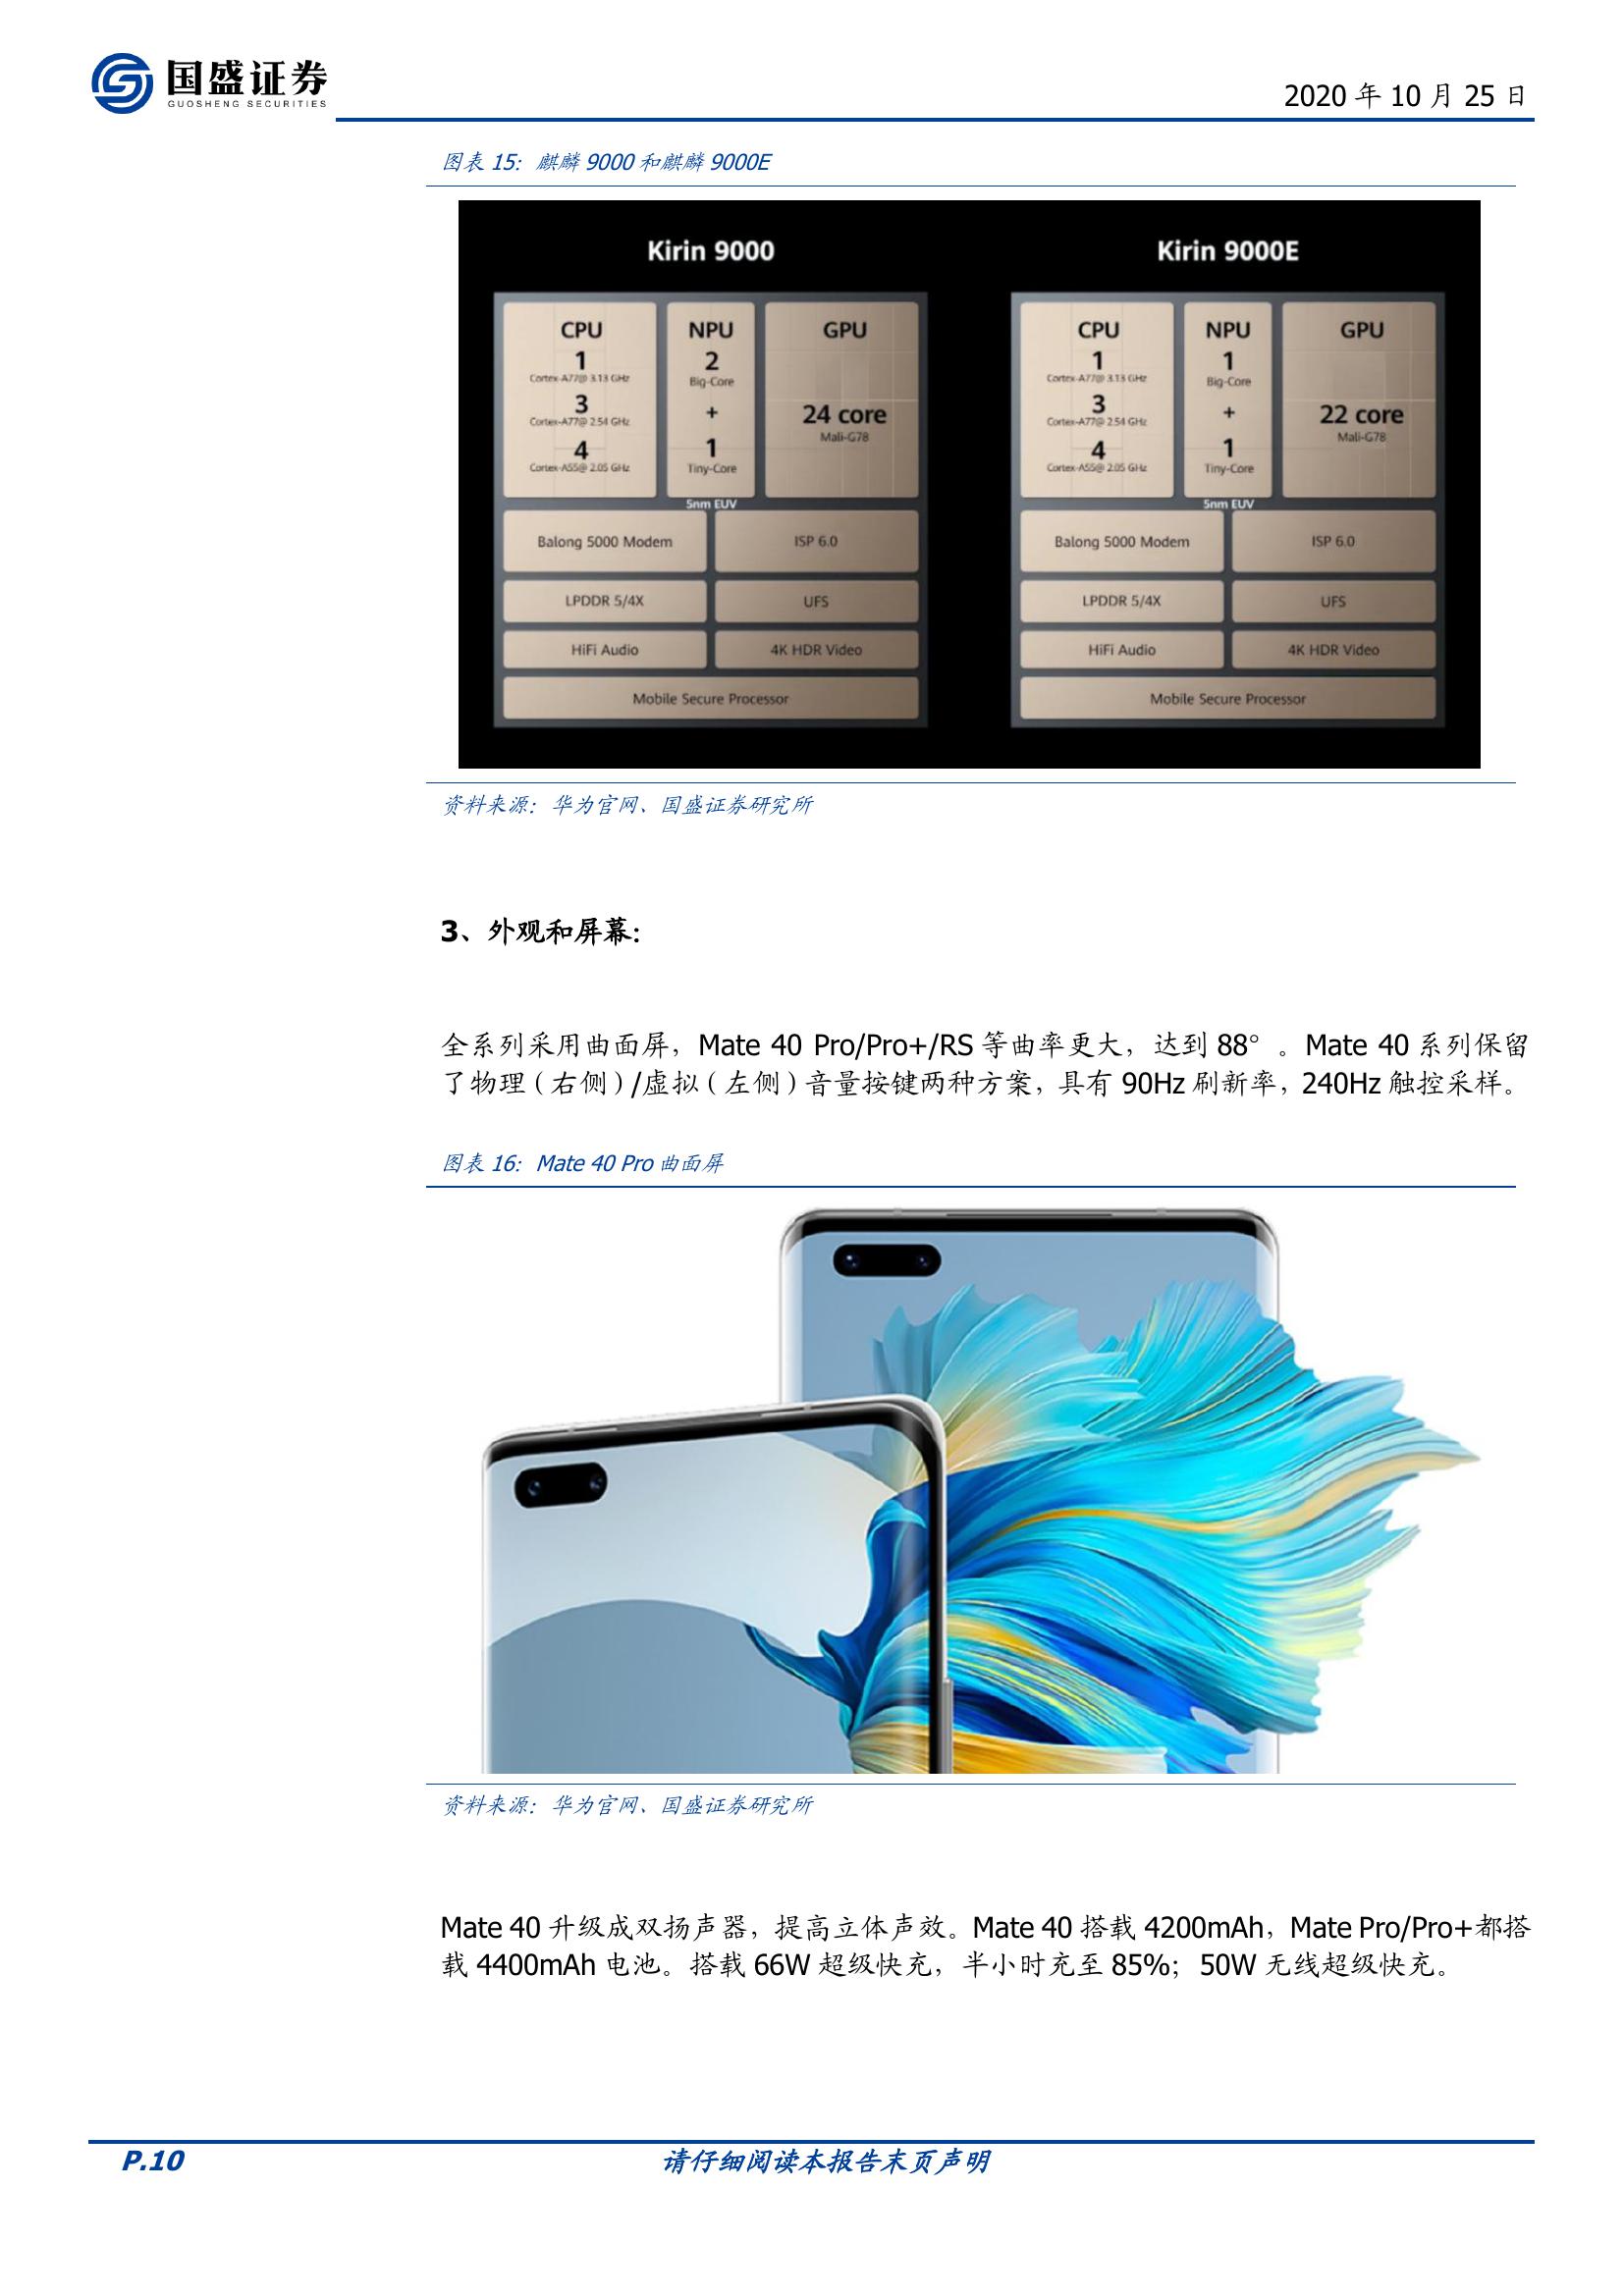 国盛证券
GUOSHENG SECURITIES
2020 年 10 月 25 日
图表 15：麒麟 9000 和麒麟 9000E
Kirin 9000
CPU
1
Cortex-A77@ 3.13 GHz
3
Cortex-A77@ 2.54 GHz
4
Cortex-A55@ 2.05 GHz
NPU
2
Big-Core
+
1
Tiny-Core
GPU
24 core
Mali-G78
5nm EUV
Balong 5000 Modem
ISP 6.0
LPDDR 5/4X
UFS
HiFi Audio
4K HDR Video
Mobile Secure Processor
Kirin 9000E
CPU
1
Cortex-A77@ 3.13 GHz
3
Cortex-A77@ 2.54 GHz
4
Cortex-A55@ 2.05 GHz
NPU
1
Big-Core
+
1
Tiny-Core
GPU
22 core
Mali-G78
5nm EUV
Balong 5000 Modem
ISP 6.0
LPDDR 5/4X
UFS
HiFi Audio
4K HDR Video
Mobile Secure Processor
资料来源：华为官网、国盛证券研究所
3、外观和屏幕：
全系列采用曲面屏，Mate 40 Pro/Pro+/RS 等曲率更大，达到 88° 。Mate 40 系列保留
了物理（右侧）/虚拟（左侧）音量按键两种方案，具有 90Hz 刷新率，240Hz 触控采样。
图表 16：Mate 40 Pro 曲面屏
资料来源：华为官网、国盛证券研究所
Mate 40 升级成双扬声器，提高立体声效。Mate 40 搭载 4200mAh，Mate Pro/Pro+都搭
载 4400mAh 电池。搭载 66W 超级快充，半小时充至 85%；50W 无线超级快充。
P.10
请仔细阅读本报告末页声明